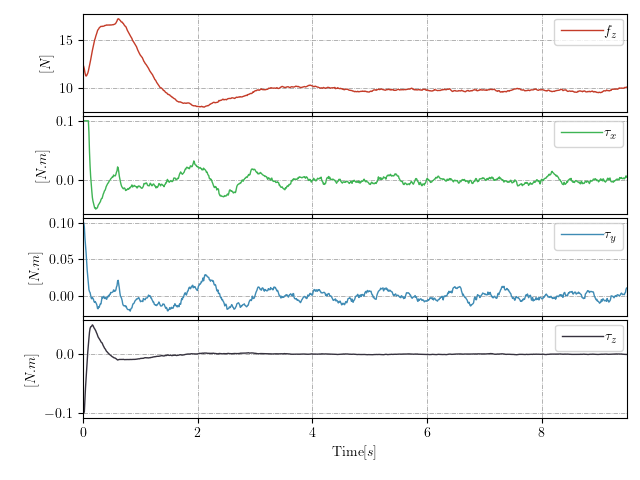 [N]
15
10
f_z
[N.m]
0.1
0.0
τ_x
[N.m]
0.10
0.05
0.00
τ_y
[N.m]
0.0
−0.1
τ_z
0 2 4 6 8
Time[s]